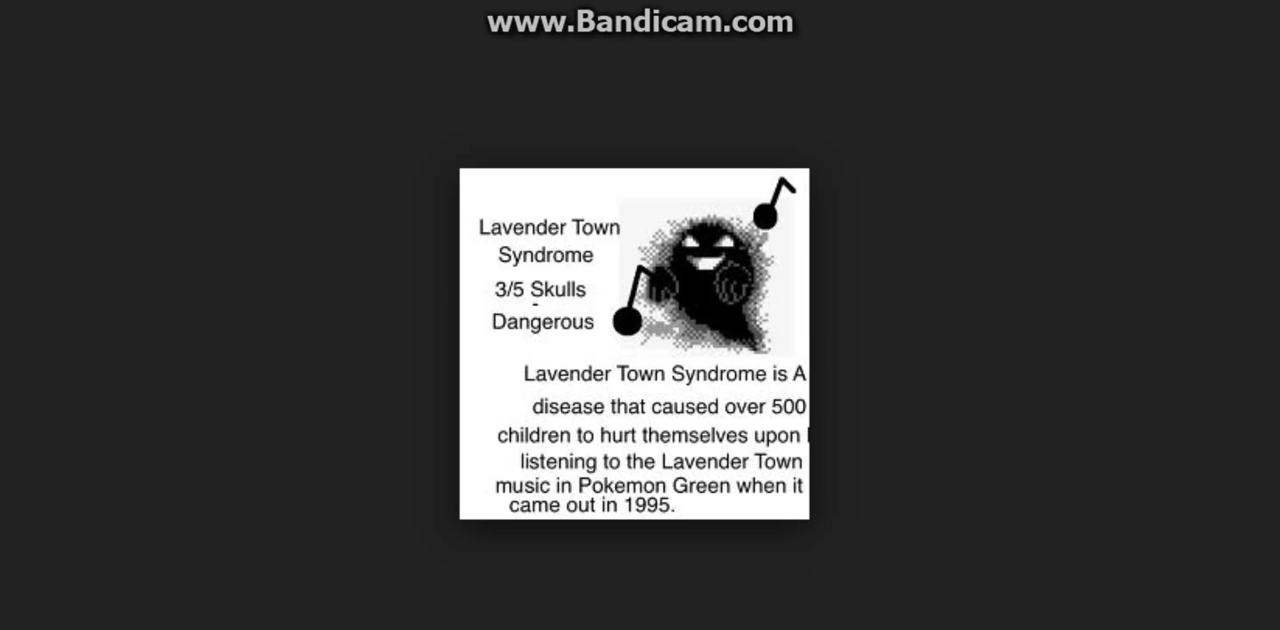 www.Bandicam.com
Lavender Town
Syndrome
3/5 Skulls
-
Dangerous
Lavender Town Syndrome is A
disease that caused over 500
children to hurt themselves upon
listening to the Lavender Town
music in Pokemon Green when it
came out in 1995.